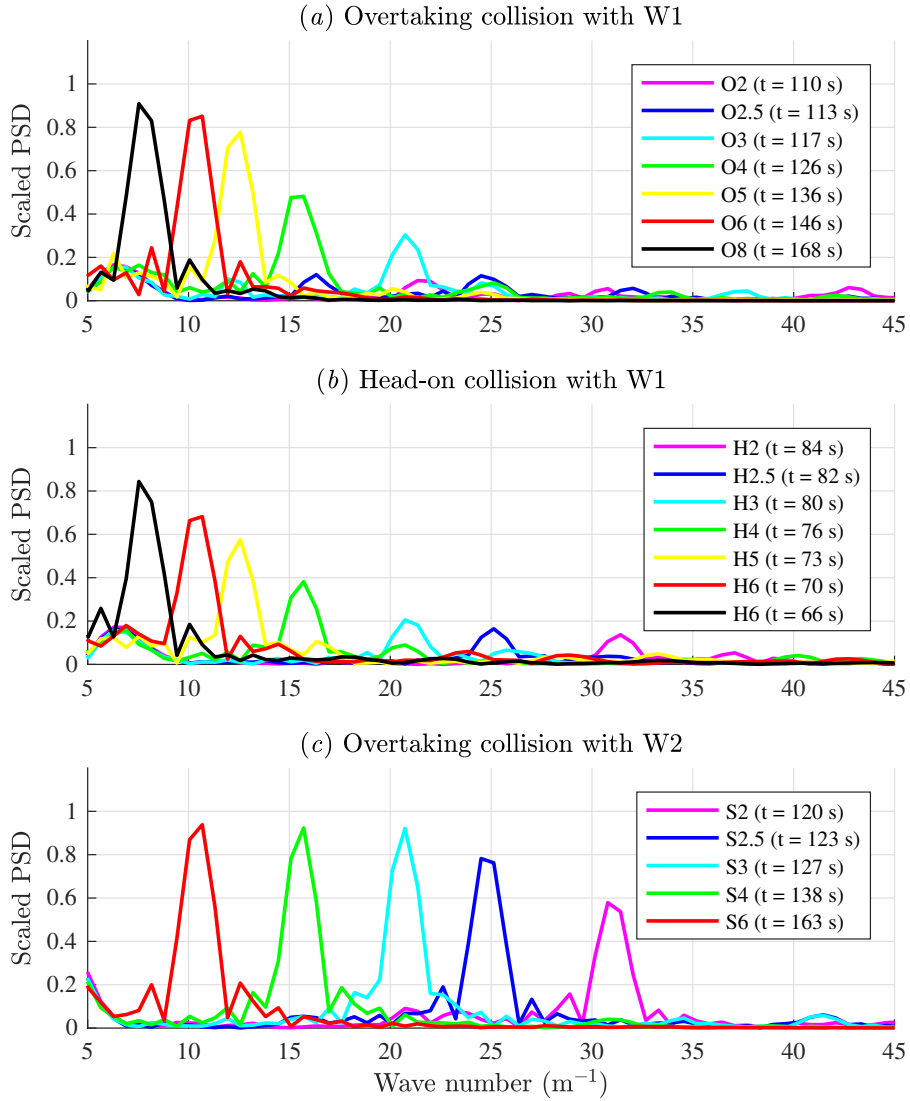 (a) Overtaking collision with W1
Scaled PSD
1
0.8
0.6
0.4
0.2
0
5 10 15 20 25 30 35 40 45
O2 (t = 110 s)
O2.5 (t = 113 s)
O3 (t = 117 s)
O4 (t = 126 s)
O5 (t = 136 s)
O6 (t = 146 s)
O8 (t = 168 s)
(b) Head-on collision with W1
Scaled PSD
1
0.8
0.6
0.4
0.2
0
5 10 15 20 25 30 35 40 45
H2 (t = 84 s)
H2.5 (t = 82 s)
H3 (t = 80 s)
H4 (t = 76 s)
H5 (t = 73 s)
H6 (t = 70 s)
H6 (t = 66 s)
(c) Overtaking collision with W2
Scaled PSD
1
0.8
0.6
0.4
0.2
0
5 10 15 20 25 30 35 40 45
S2 (t = 120 s)
S2.5 (t = 123 s)
S3 (t = 127 s)
S4 (t = 138 s)
S6 (t = 163 s)
Wave number (m⁻¹)